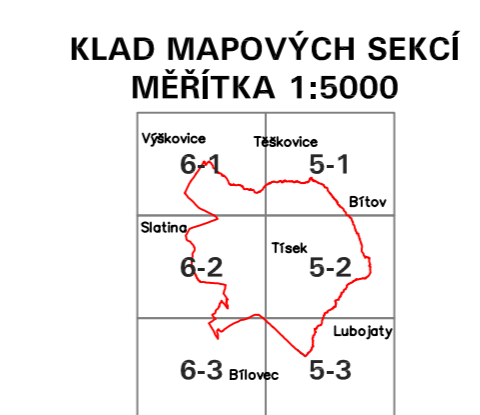 KLAD MAPOVÝCH SEKCÍ
MĚŘÍTKA 1:5000
Výškovice
Těškovice
6-1
5-1
Bítov
Slatina
Tísek
6-2
5-2
Lubojaty
6-3
Bílovec
5-3